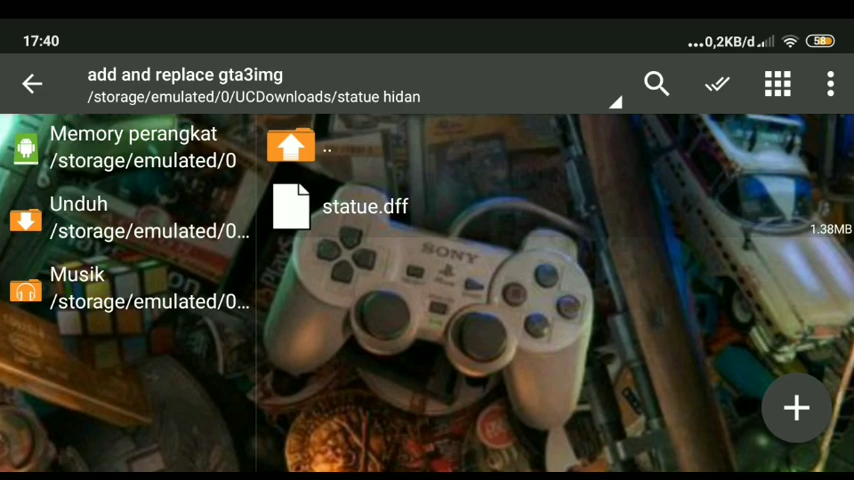 17:40
...0,2KB/d
58
add and replace gta3img
/storage/emulated/0/UCDownloads/statue hidan
Memory perangkat
/storage/emulated/0
Unduh
/storage/emulated/0...
Musik
/storage/emulated/0...
..
statue.dff
1.38MB
SONY